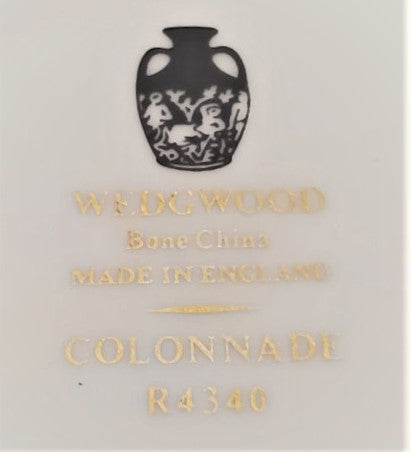 WEDGWOOD
Bone China
MADE IN ENGLAND
COLONNADE
R4340